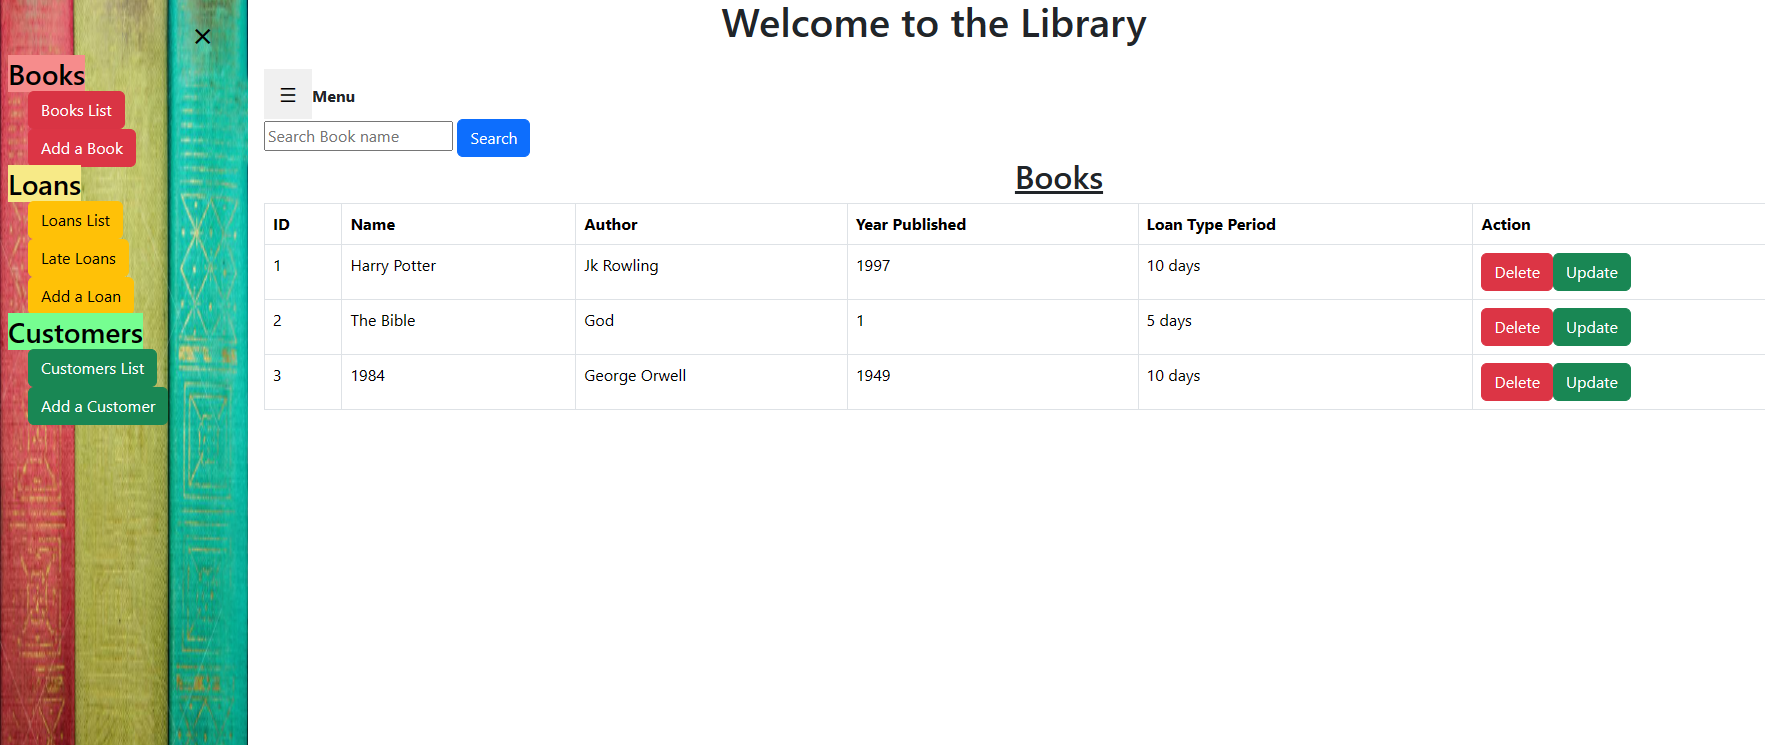 ×
Books
Books List
Add a Book
Loans
Loans List
Late Loans
Add a Loan
Customers
Customers List
Add a Customer
Welcome to the Library
☰ Menu
Search Book name Search
Books
ID Name Author Year Published Loan Type Period Action
1 Harry Potter Jk Rowling 1997 10 days Delete Update
2 The Bible God 1 5 days Delete Update
3 1984 George Orwell 1949 10 days Delete Update